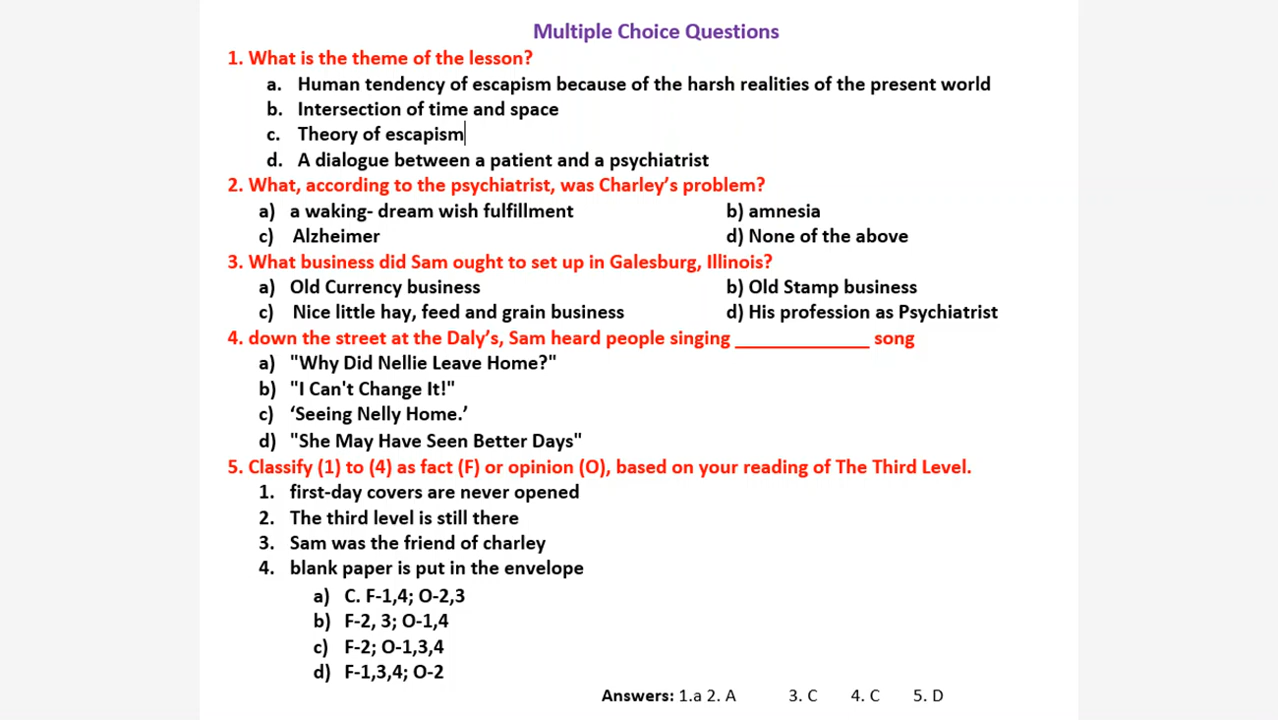 Multiple Choice Questions
1. What is the theme of the lesson?
a. Human tendency of escapism because of the harsh realities of the present world
b. Intersection of time and space
c. Theory of escapism
d. A dialogue between a patient and a psychiatrist
2. What, according to the psychiatrist, was Charley’s problem?
a) a waking- dream wish fulfillment b) amnesia
c) Alzheimer d) None of the above
3. What business did Sam ought to set up in Galesburg, Illinois?
a) Old Currency business b) Old Stamp business
c) Nice little hay, feed and grain business d) His profession as Psychiatrist
4. down the street at the Daly’s, Sam heard people singing _____________ song
a) "Why Did Nellie Leave Home?"
b) "I Can't Change It!"
c) ‘Seeing Nelly Home.’
d) "She May Have Seen Better Days"
5. Classify (1) to (4) as fact (F) or opinion (O), based on your reading of The Third Level.
1. first-day covers are never opened
2. The third level is still there
3. Sam was the friend of charley
4. blank paper is put in the envelope
a) C. F-1,4; O-2,3
b) F-2, 3; O-1,4
c) F-2; O-1,3,4
d) F-1,3,4; O-2
Answers: 1.a 2. A 3. C 4. C 5. D